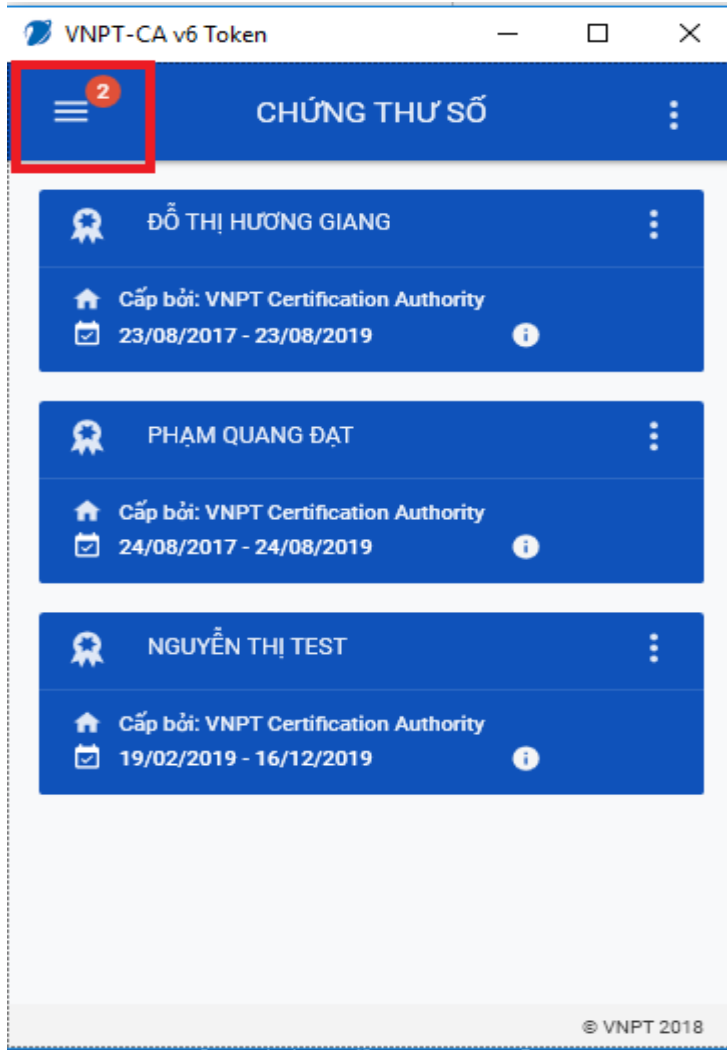 VNPT-CA v6 Token
2
CHỨNG THƯ SỐ
ĐỖ THỊ HƯƠNG GIANG
Cấp bởi: VNPT Certification Authority
23/08/2017 - 23/08/2019
PHẠM QUANG ĐẠT
Cấp bởi: VNPT Certification Authority
24/08/2017 - 24/08/2019
NGUYỄN THỊ TEST
Cấp bởi: VNPT Certification Authority
19/02/2019 - 16/12/2019
© VNPT 2018